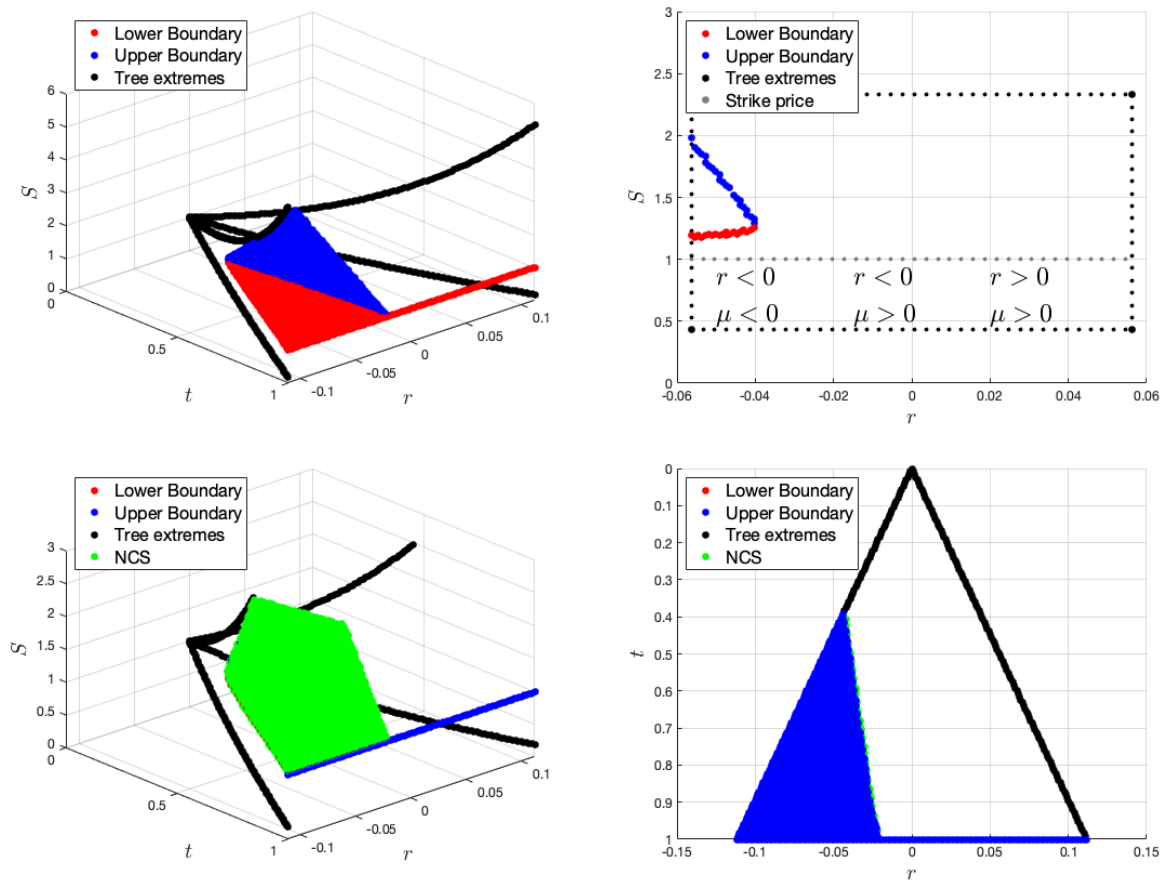 Lower Boundary
Upper Boundary
Tree extremes
6
5
4
3
2
1
0
S
0
0.5
1
t
-0.1
-0.05
0
0.05
0.1
r
Lower Boundary
Upper Boundary
Tree extremes
Strike price
3
2.5
2
1.5
1
0.5
0
S
r < 0 r < 0 r > 0
μ < 0 μ > 0 μ > 0
-0.06 -0.04 -0.02 0 0.02 0.04 0.06
r
Lower Boundary
Upper Boundary
Tree extremes
NCS
3
2.5
2
1.5
1
0.5
0
S
0
0.5
1
t
-0.1
-0.05
0
0.05
0.1
r
Lower Boundary
Upper Boundary
Tree extremes
NCS
0
0.1
0.2
0.3
0.4
0.5
0.6
0.7
0.8
0.9
1
t
-0.15 -0.1 -0.05 0 0.05 0.1 0.15
r